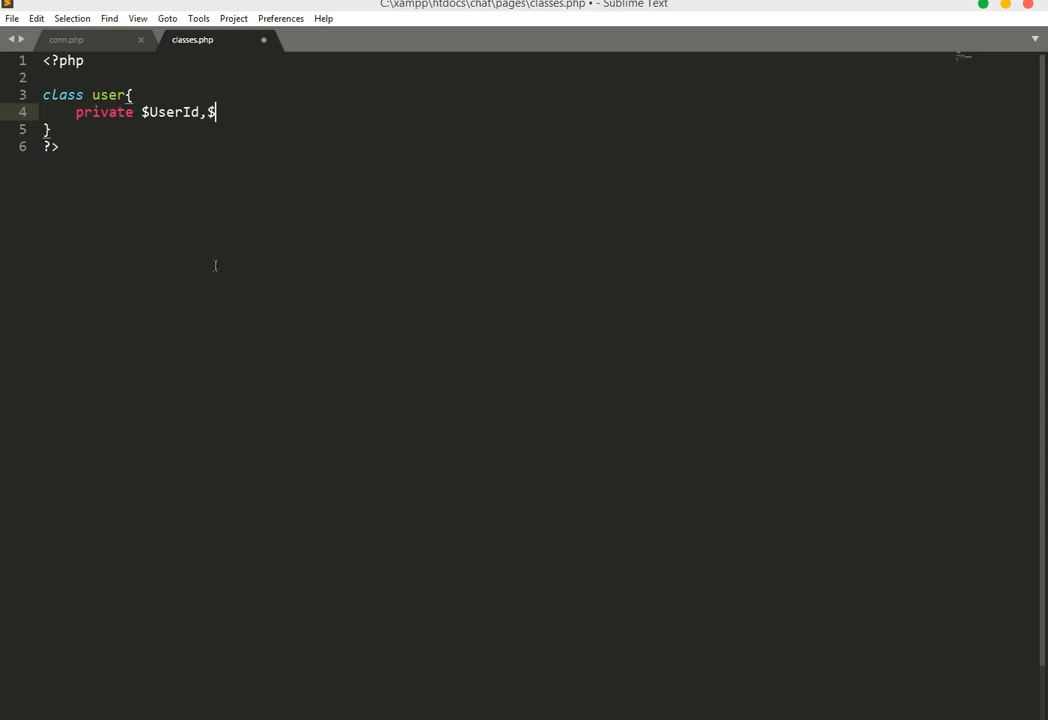 C:\xampp\htdocs\chat\pages\classes.php • - Sublime Text
File Edit Selection Find View Goto Tools Project Preferences Help
conn.php × classes.php
1 <?php
2
3 class user{
4 private $UserId,$
5 }
6 ?>